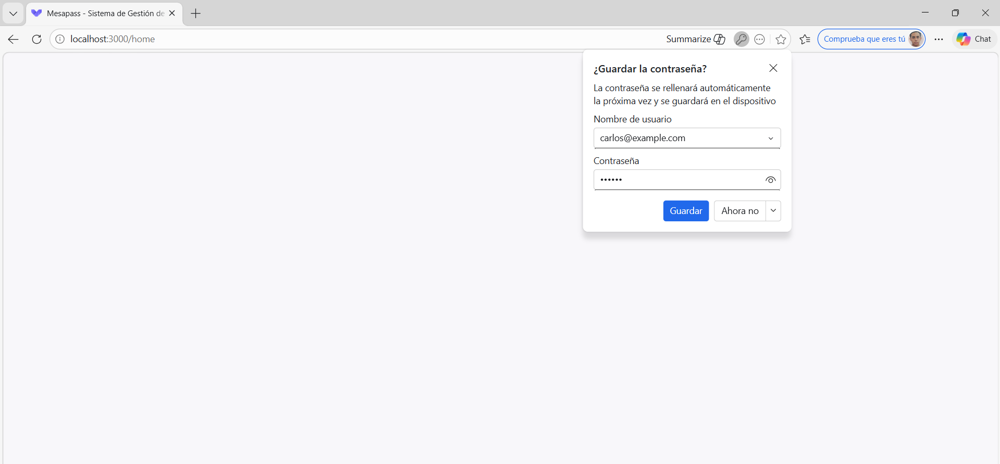 Mesapass - Sistema de Gestión de
localhost:3000/home
Summarize
Comprueba que eres tú
Chat
¿Guardar la contraseña?
La contraseña se rellenará automáticamente
la próxima vez y se guardará en el dispositivo
Nombre de usuario
carlos@example.com
Contraseña
••••••
Guardar
Ahora no